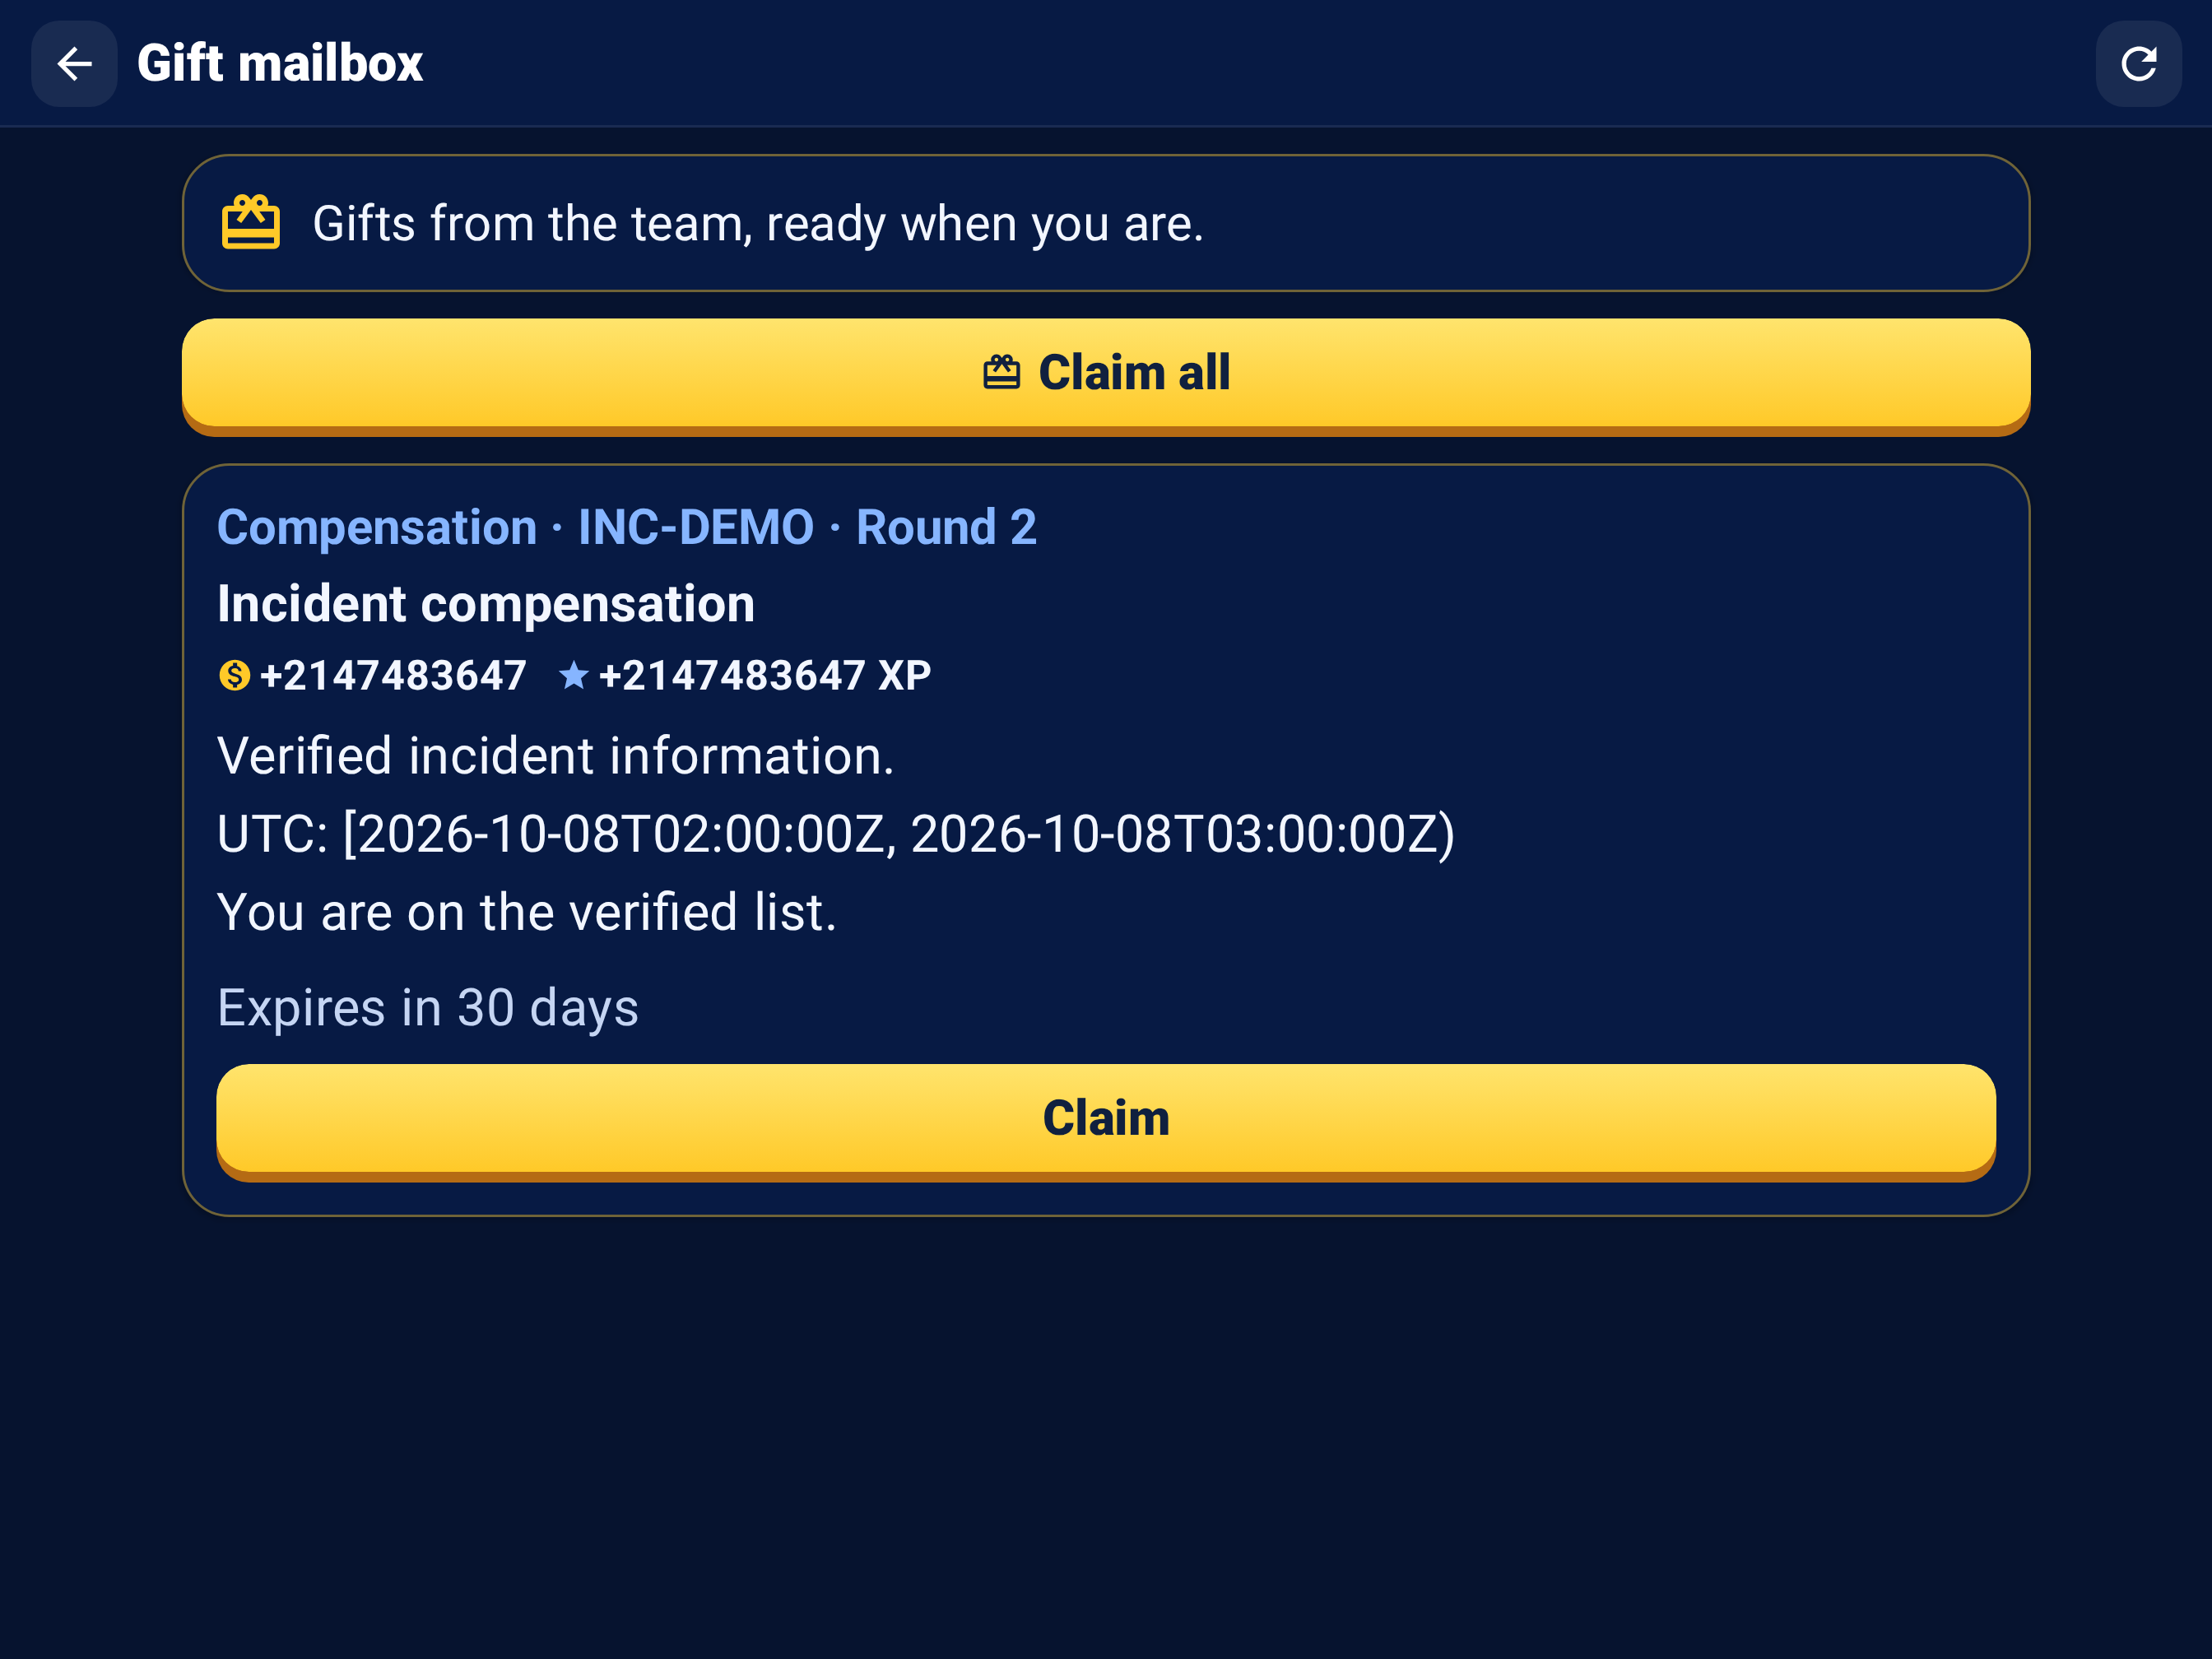 Gift mailbox
Gifts from the team, ready when you are.
Claim all
Compensation · INC-DEMO · Round 2
Incident compensation
+2147483647 +2147483647 XP
Verified incident information.
UTC: [2026-10-08T02:00:00Z, 2026-10-08T03:00:00Z)
You are on the verified list.
Expires in 30 days
Claim